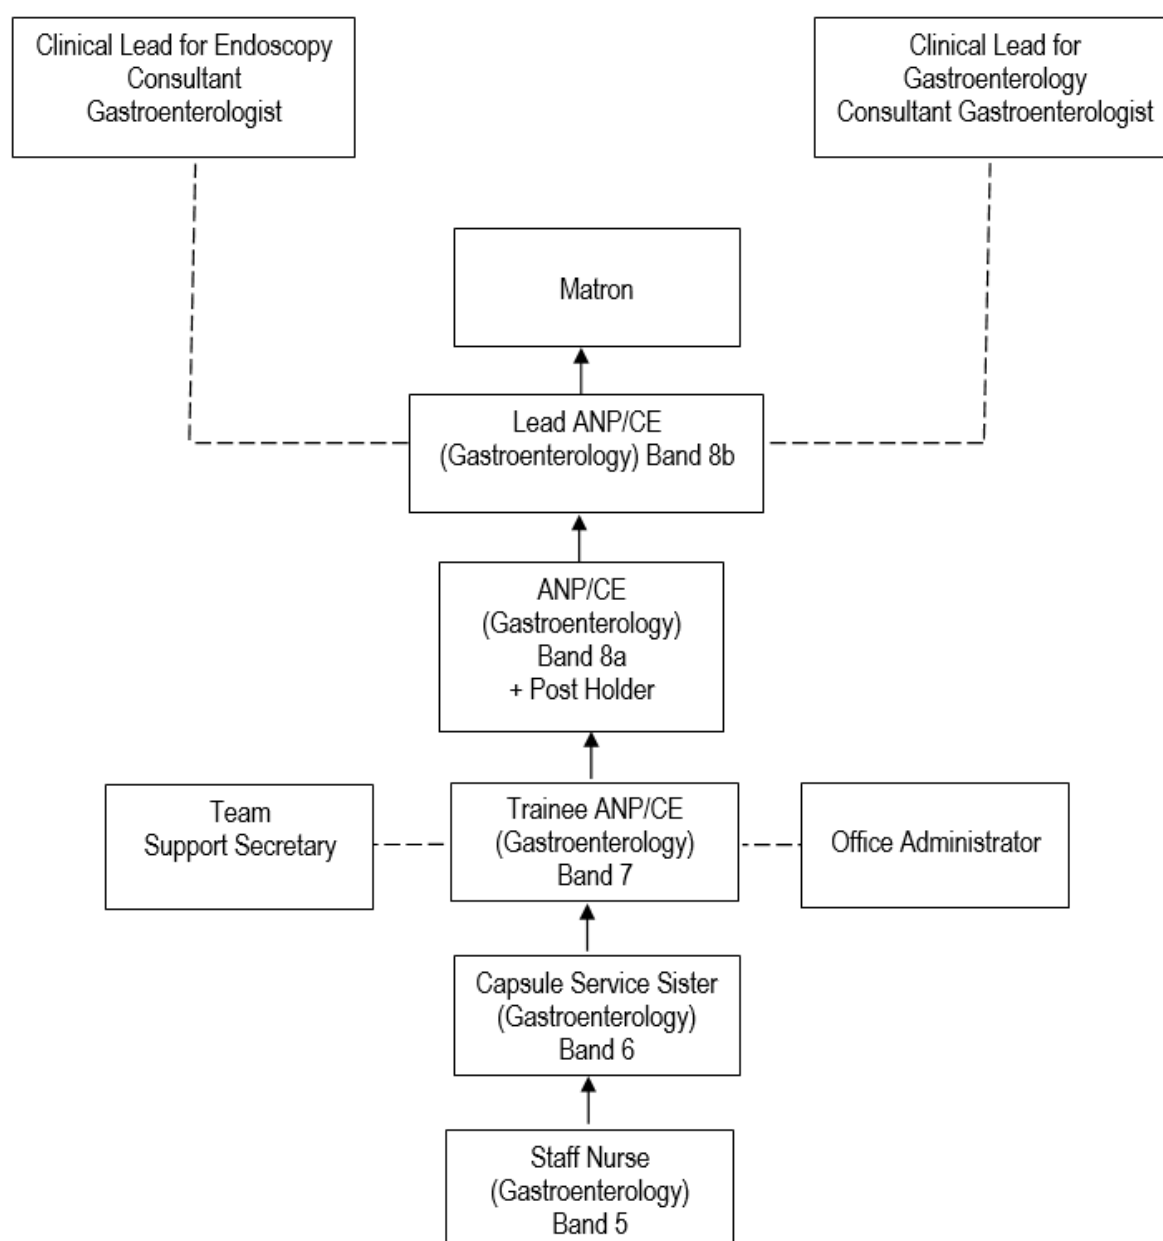 Clinical Lead for Endoscopy
Consultant
Gastroenterologist
Clinical Lead for
Gastroenterology
Consultant Gastroenterologist
Matron
Lead ANP/CE
(Gastroenterology) Band 8b
ANP/CE
(Gastroenterology)
Band 8a
+ Post Holder
Team
Support Secretary
Trainee ANP/CE
(Gastroenterology)
Band 7
Office Administrator
Capsule Service Sister
(Gastroenterology)
Band 6
Staff Nurse
(Gastroenterology)
Band 5